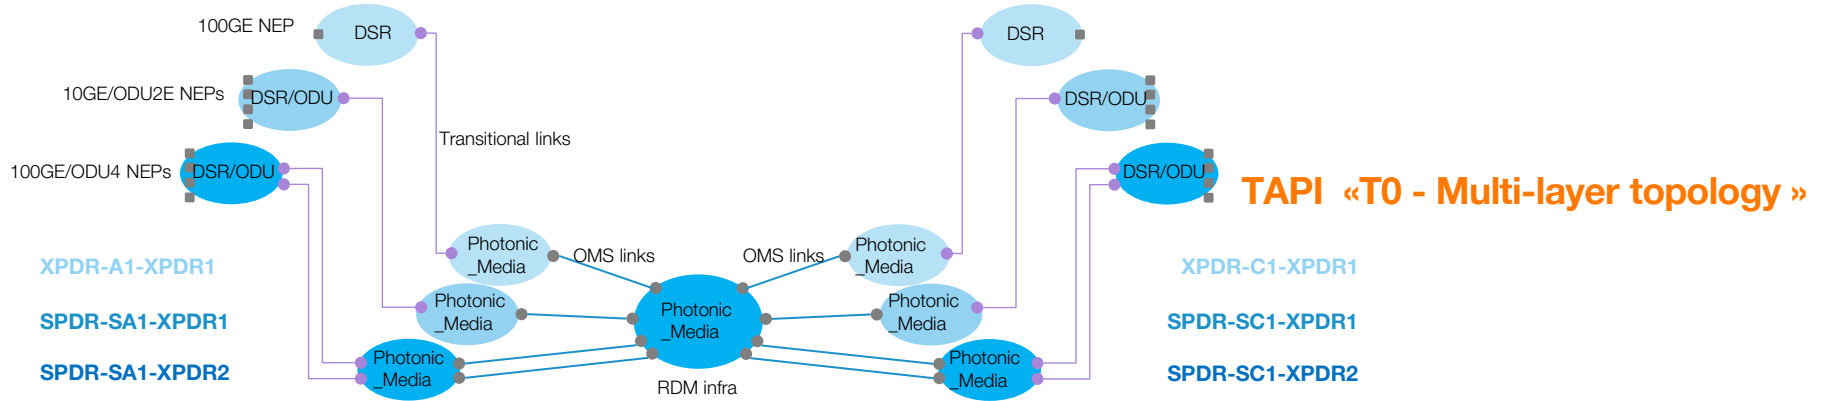 100GE NEP
DSR
DSR
10GE/ODU2E NEPs
DSR/ODU
DSR/ODU
Transitional links
100GE/ODU4 NEPs
DSR/ODU
DSR/ODU
TAPI «T0 - Multi-layer topology »
Photonic
_Media
OMS links
OMS links
Photonic
_Media
XPDR-A1-XPDR1
XPDR-C1-XPDR1
Photonic
_Media
Photonic
_Media
Photonic
_Media
SPDR-SA1-XPDR1
SPDR-SC1-XPDR1
Photonic
_Media
Photonic
_Media
SPDR-SA1-XPDR2
SPDR-SC1-XPDR2
RDM infra